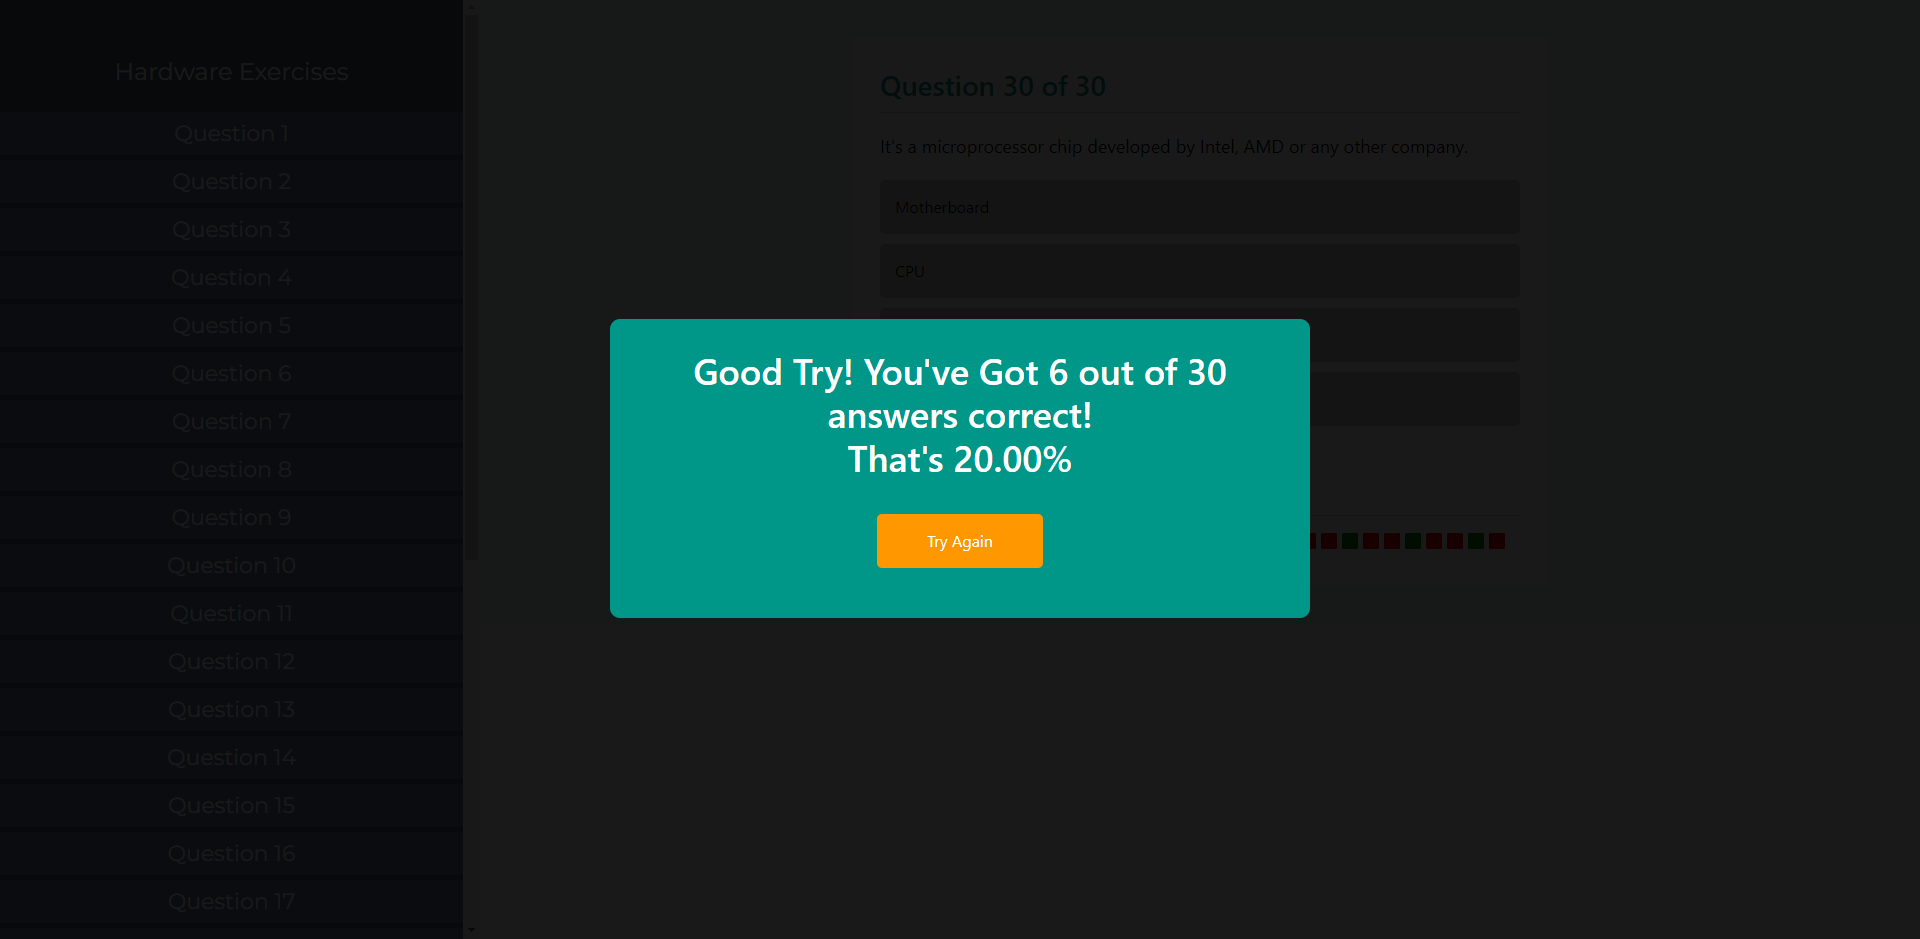 Hardware Exercises
Question 1
Question 2
Question 3
Question 4
Question 5
Question 6
Question 7
Question 8
Question 9
Question 10
Question 11
Question 12
Question 13
Question 14
Question 15
Question 16
Question 17
Question 30 of 30
It's a microprocessor chip developed by Intel, AMD or any other company.
Motherboard
CPU
Good Try! You've Got 6 out of 30
answers correct!
That's 20.00%
Try Again